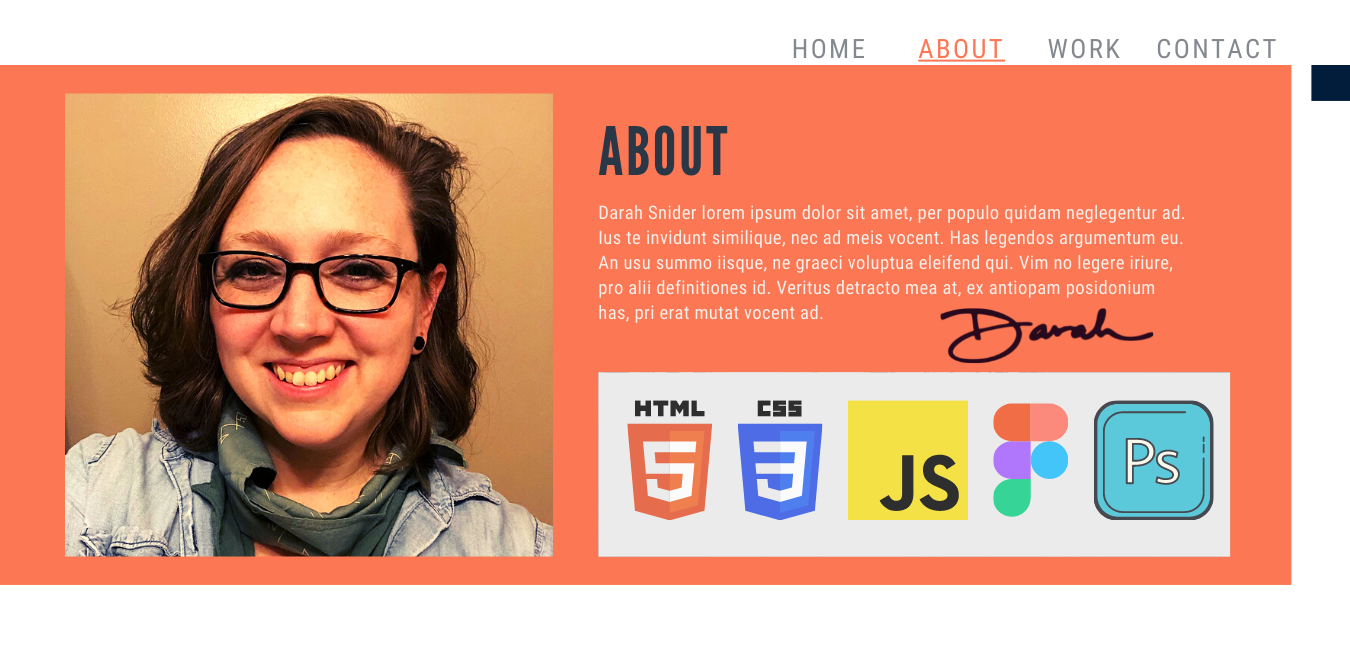 HOME ABOUT WORK CONTACT
ABOUT
Darah Snider lorem ipsum dolor sit amet, per populo quidam neglegentur ad.
Ius te invidunt similique, nec ad meis vocent. Has legendos argumentum eu.
An usu summo iisque, ne graeci voluptua eleifend qui. Vim no legere iriure,
pro alii definitiones id. Veritus detracto mea at, ex antiopam posidonium
has, pri erat mutat vocent ad.
Darah
HTML CSS
5 3 JS Ps